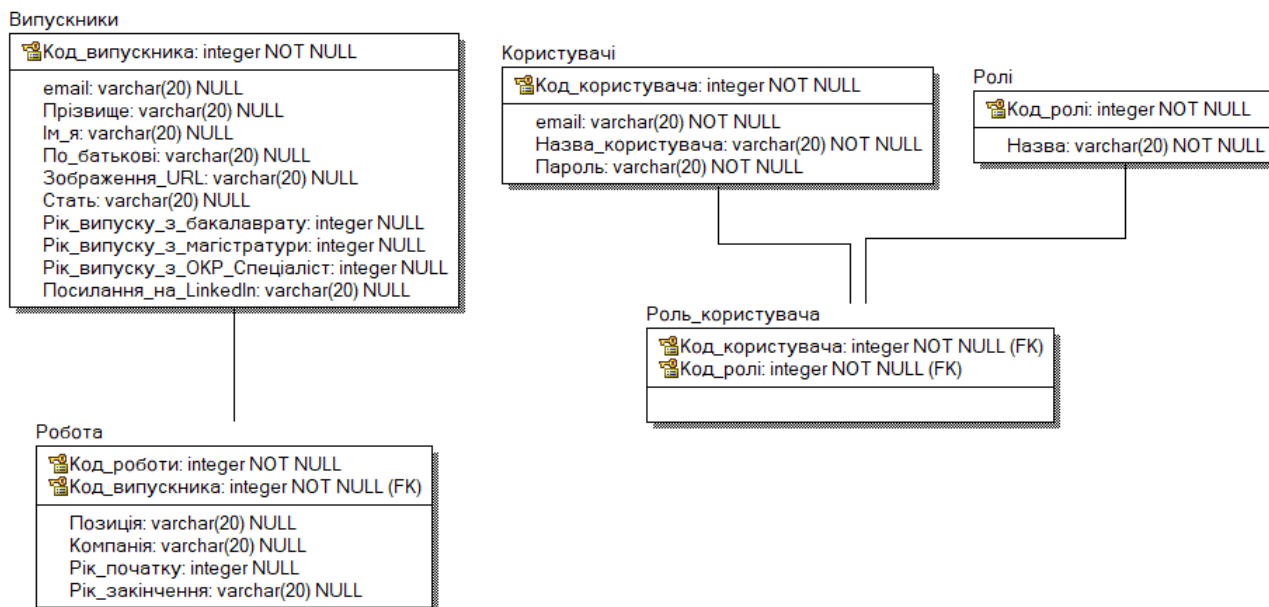 Випускники
Код_випускника: integer NOT NULL
email: varchar(20) NULL
Прізвище: varchar(20) NULL
Ім_я: varchar(20) NULL
По_батькові: varchar(20) NULL
Зображення_URL: varchar(20) NULL
Стать: varchar(20) NULL
Рік_випуску_з_бакалаврату: integer NULL
Рік_випуску_з_магістратури: integer NULL
Рік_випуску_з_ОКР_Спеціаліст: integer NULL
Посилання_на_LinkedIn: varchar(20) NULL
Користувачі
Код_користувача: integer NOT NULL
email: varchar(20) NOT NULL
Назва_користувача: varchar(20) NOT NULL
Пароль: varchar(20) NOT NULL
Ролі
Код_ролі: integer NOT NULL
Назва: varchar(20) NOT NULL
Роль_користувача
Код_користувача: integer NOT NULL (FK)
Код_ролі: integer NOT NULL (FK)
Робота
Код_роботи: integer NOT NULL
Код_випускника: integer NOT NULL (FK)
Позиція: varchar(20) NULL
Компанія: varchar(20) NULL
Рік_початку: integer NULL
Рік_закінчення: varchar(20) NULL